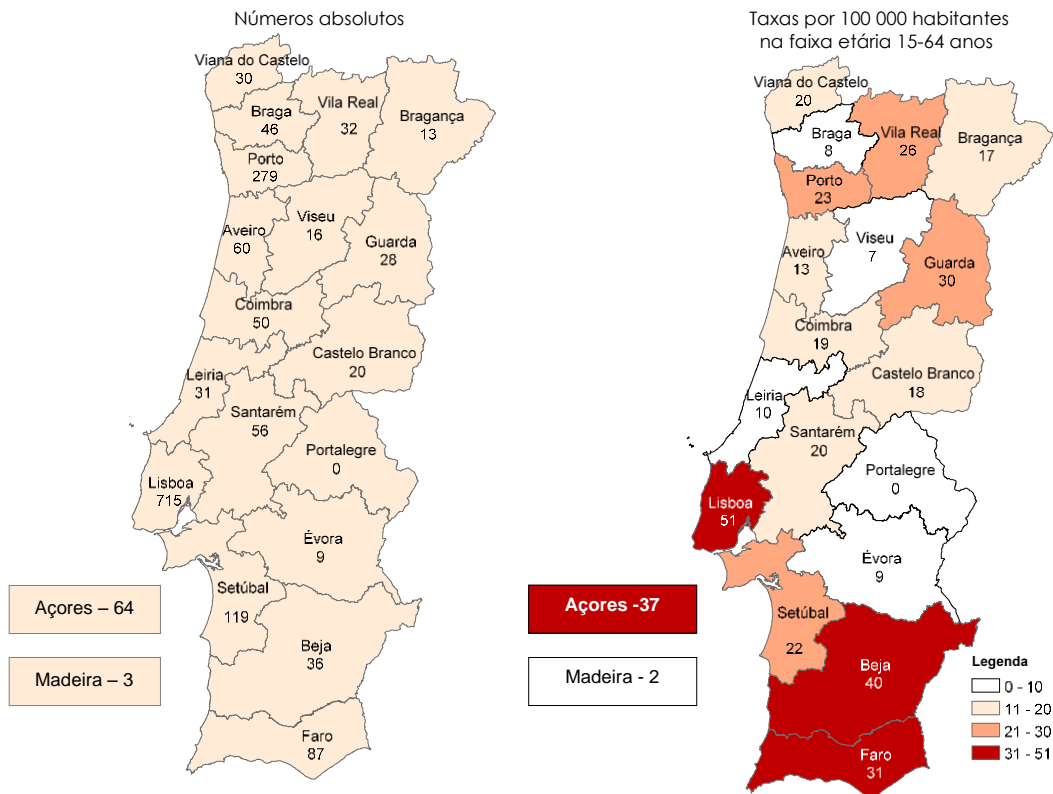 Números absolutos
Viana do Castelo
30
Braga
46
Vila Real
32
Bragança
13
Porto
279
Aveiro
60
Viseu
16
Guarda
28
Coimbra
50
Castelo Branco
20
Leiria
31
Santarém
56
Portalegre
0
Lisboa
715
Évora
9
Setúbal
119
Beja
36
Faro
87
Açores – 64
Madeira – 3
Taxas por 100 000 habitantes
na faixa etária 15-64 anos
Viana do Castelo
20
Braga
8
Vila Real
26
Bragança
17
Porto
23
Aveiro
13
Viseu
7
Guarda
30
Coimbra
19
Castelo Branco
18
Leiria
10
Santarém
20
Portalegre
0
Lisboa
51
Évora
9
Setúbal
22
Beja
40
Faro
31
Açores -37
Madeira - 2
Legenda
0 - 10
11 - 20
21 - 30
31 - 51